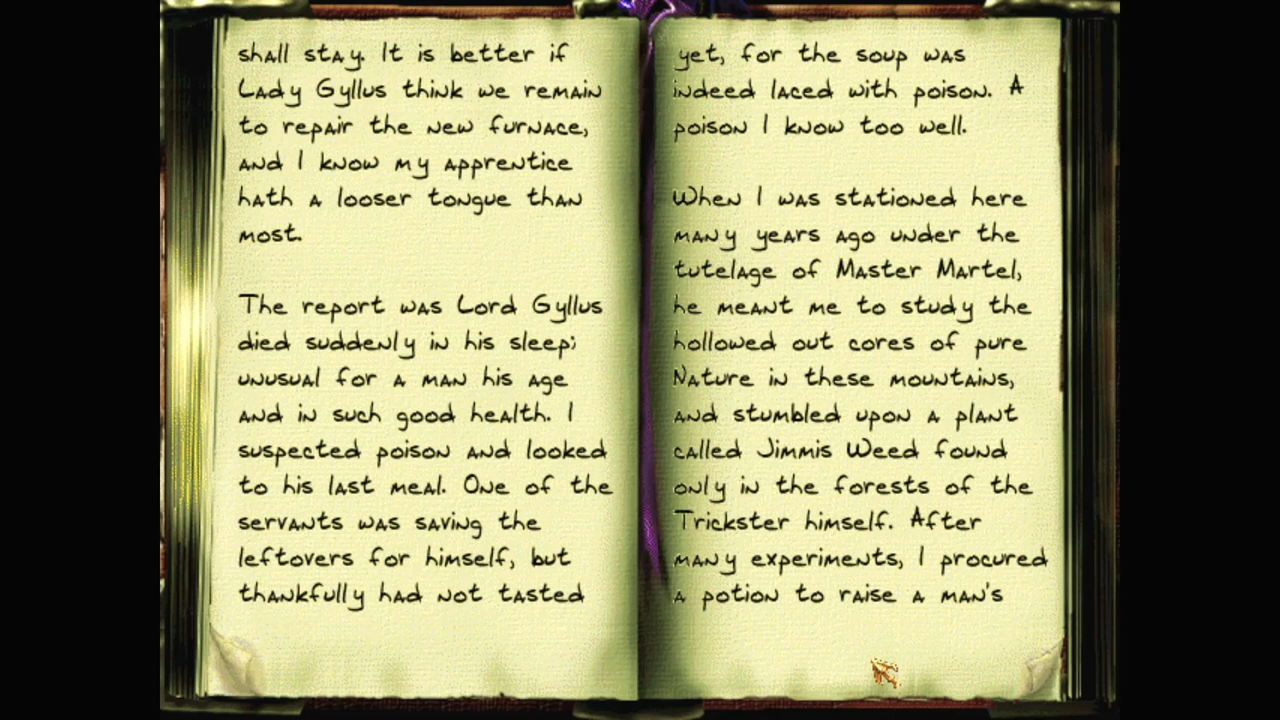 shall stay. It is better if
Lady Gyllus think we remain
to repair the new furnace,
and I know my apprentice
hath a looser tongue than
most.
The report was Lord Gyllus
died suddenly in his sleep;
unusual for a man his age
and in such good health. I
suspected poison and looked
to his last meal. One of the
servants was saving the
leftovers for himself, but
thankfully had not tasted
yet, for the soup was
indeed laced with poison. A
poison I know too well.
When I was stationed here
many years ago under the
tutelage of Master Martel,
he meant me to study the
hollowed out cores of pure
Nature in these mountains,
and stumbled upon a plant
called Jimmis Weed found
only in the forests of the
Trickster himself. After
many experiments, I procured
a potion to raise a man's